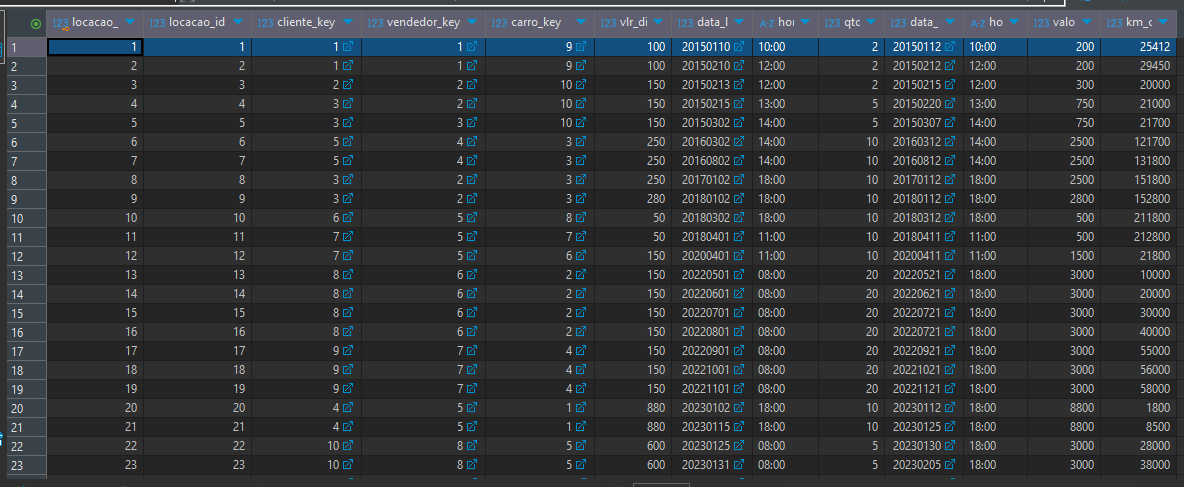 123 locacao_ 123 locacao_id 123 cliente_key 123 vendedor_key 123 carro_key 123 vlr_di 123 data_l A-Z hor 123 qtd 123 data_ A-Z ho 123 valo 123 km_c
1 1 1 1 1 9 100 20150110 10:00 2 20150112 10:00 200 25412
2 2 2 1 1 9 100 20150210 12:00 2 20150212 12:00 200 29450
3 3 3 2 2 10 150 20150213 12:00 2 20150215 12:00 300 20000
4 4 4 3 2 10 150 20150215 13:00 5 20150220 13:00 750 21000
5 5 5 3 3 10 150 20150302 14:00 5 20150307 14:00 750 21700
6 6 6 5 4 3 250 20160302 14:00 10 20160312 14:00 2500 121700
7 7 7 5 4 3 250 20160802 14:00 10 20160812 14:00 2500 131800
8 8 8 3 2 3 250 20170102 18:00 10 20170112 18:00 2500 151800
9 9 9 3 2 3 280 20180102 18:00 10 20180112 18:00 2800 152800
10 10 10 6 5 8 50 20180302 18:00 10 20180312 18:00 500 211800
11 11 11 7 5 7 50 20180401 11:00 10 20180411 11:00 500 212800
12 12 12 7 5 6 150 20200401 11:00 10 20200411 11:00 1500 21800
13 13 13 8 6 2 150 20220501 08:00 20 20220521 18:00 3000 10000
14 14 14 8 6 2 150 20220601 08:00 20 20220621 18:00 3000 20000
15 15 15 8 6 2 150 20220701 08:00 20 20220721 18:00 3000 30000
16 16 16 8 6 2 150 20220801 08:00 20 20220721 18:00 3000 40000
17 17 17 9 7 4 150 20220901 08:00 20 20220921 18:00 3000 55000
18 18 18 9 7 4 150 20221001 08:00 20 20221021 18:00 3000 56000
19 19 19 9 7 4 150 20221101 08:00 20 20221121 18:00 3000 58000
20 20 20 4 5 1 880 20230102 18:00 10 20230112 18:00 8800 1800
21 21 21 4 5 1 880 20230115 18:00 10 20230125 18:00 8800 8500
22 22 22 10 8 5 600 20230125 08:00 5 20230130 18:00 3000 28000
23 23 23 10 8 5 600 20230131 08:00 5 20230205 18:00 3000 38000